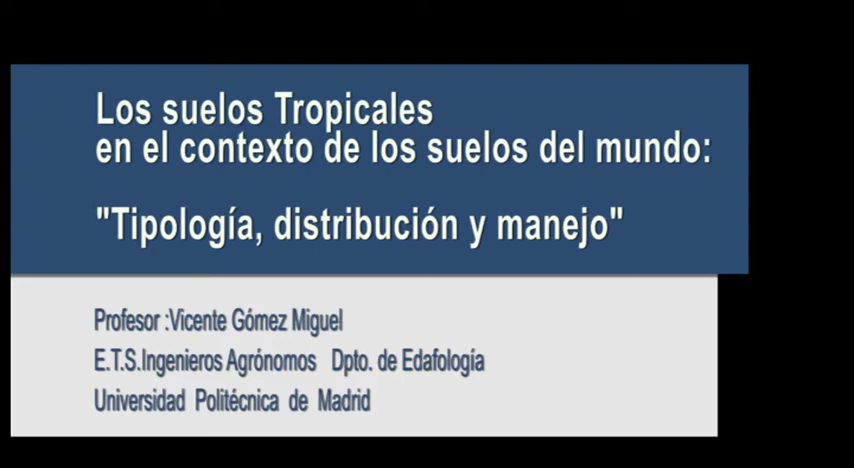 Los suelos Tropicales
en el contexto de los suelos del mundo:
"Tipología, distribución y manejo"
Profesor :Vicente Gómez Miguel
E.T.S.Ingenieros Agrónomos Dpto. de Edafología
Universidad Politécnica de Madrid